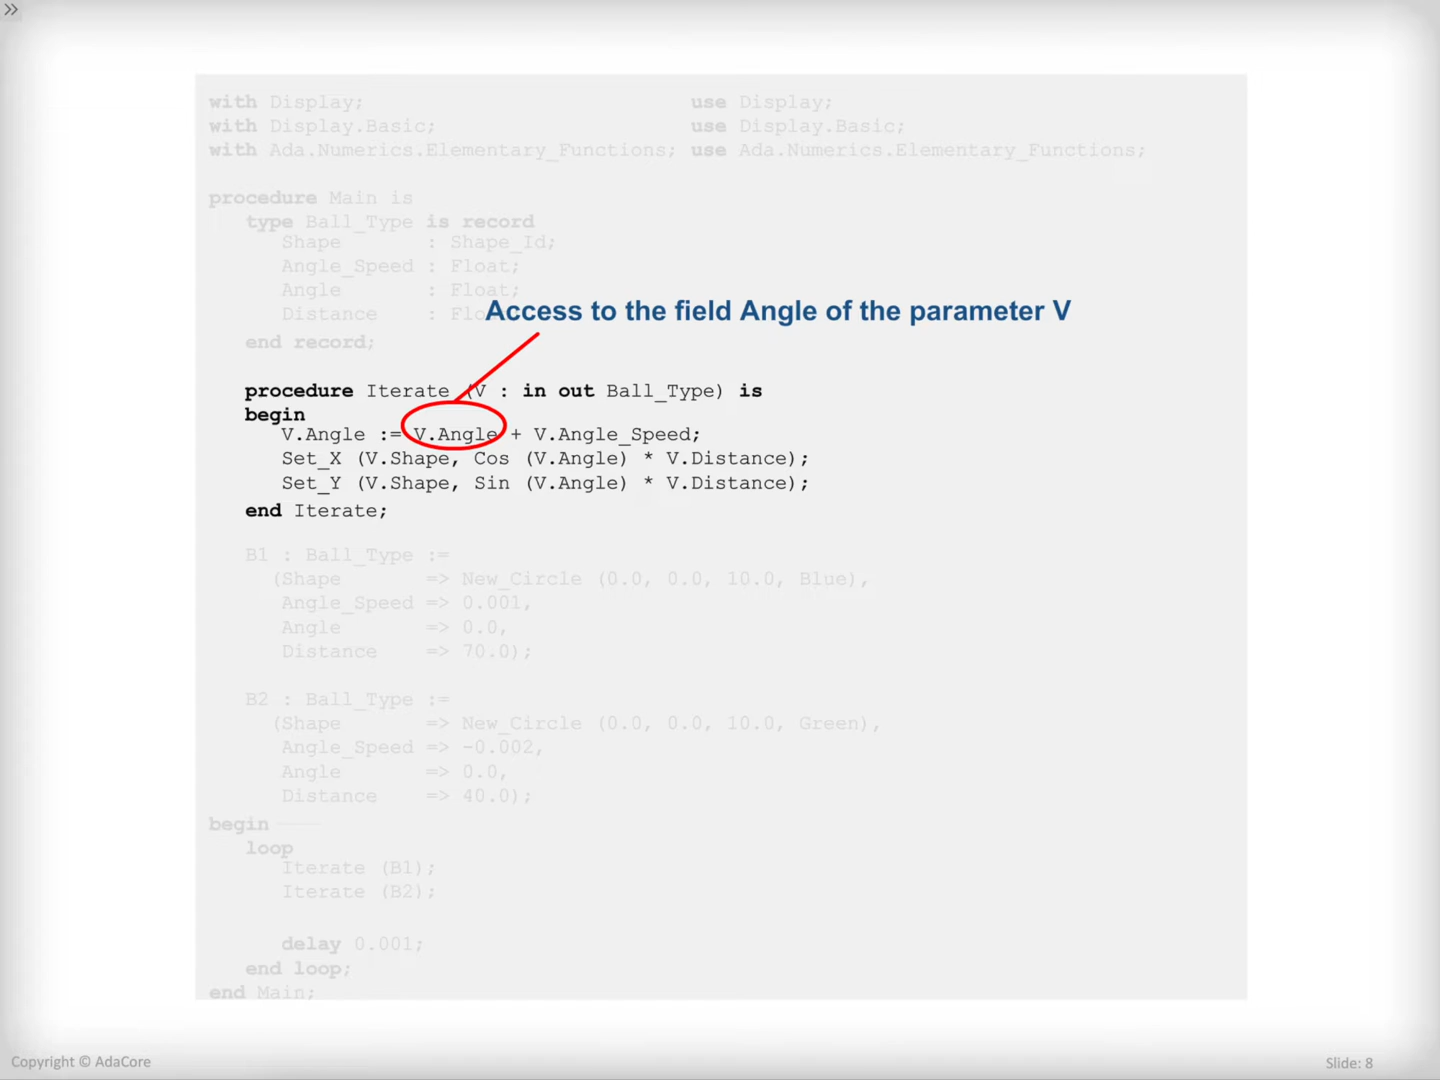 »
with Display; use Display;
with Display.Basic; use Display.Basic;
with Ada.Numerics.Elementary_Functions; use Ada.Numerics.Elementary_Functions;
procedure Main is
type Ball_Type is record
Shape : Shape_Id;
Angle_Speed : Float;
Angle : Float;
Distance : Flo
Access to the field Angle of the parameter V
end record;
procedure Iterate (V : in out Ball_Type) is
begin
V.Angle := V.Angle + V.Angle_Speed;
Set_X (V.Shape, Cos (V.Angle) * V.Distance);
Set_Y (V.Shape, Sin (V.Angle) * V.Distance);
end Iterate;
B1 : Ball_Type :=
(Shape => New_Circle (0.0, 0.0, 10.0, Blue),
Angle_Speed => 0.001,
Angle => 0.0,
Distance => 70.0);
B2 : Ball_Type :=
(Shape => New_Circle (0.0, 0.0, 10.0, Green),
Angle_Speed => -0.002,
Angle => 0.0,
Distance => 40.0);
begin
loop
Iterate (B1);
Iterate (B2);
delay 0.001;
end loop;
end Main;
Copyright © AdaCore
Slide: 8